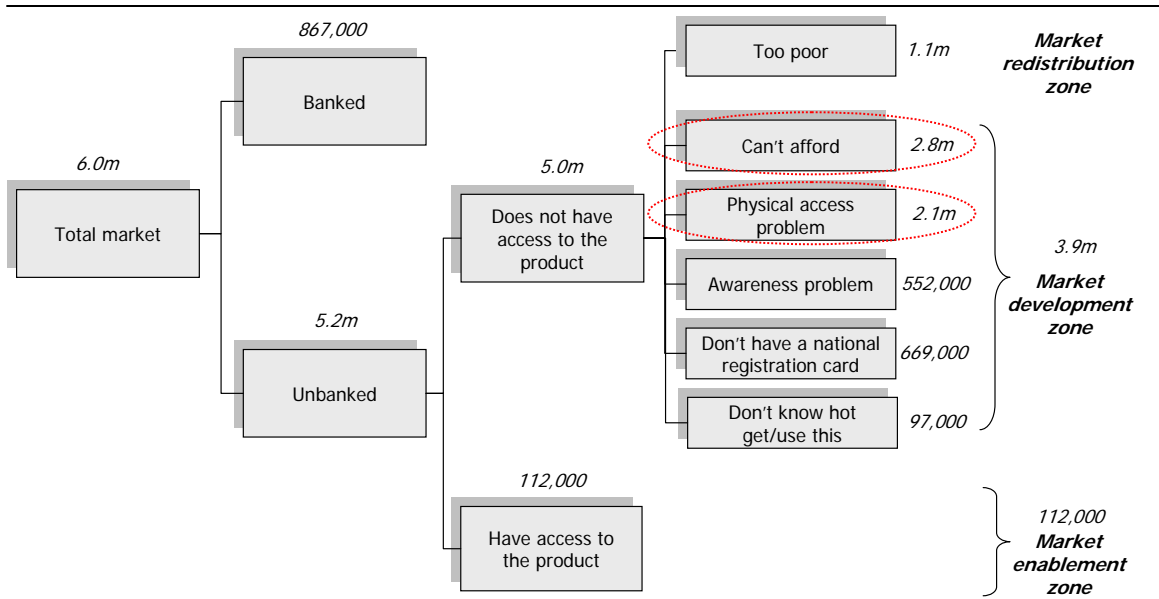 867,000
Banked
6.0m
Total market
5.2m
Unbanked
5.0m
Does not have
access to the
product
112,000
Have access to
the product
Too poor
1.1m
Can't afford
2.8m
Physical access
problem
2.1m
Awareness problem
552,000
Don't have a national
registration card
669,000
Don't know hot
get/use this
97,000
Market
redistribution
zone
3.9m
Market
development
zone
112,000
Market
enablement
zone